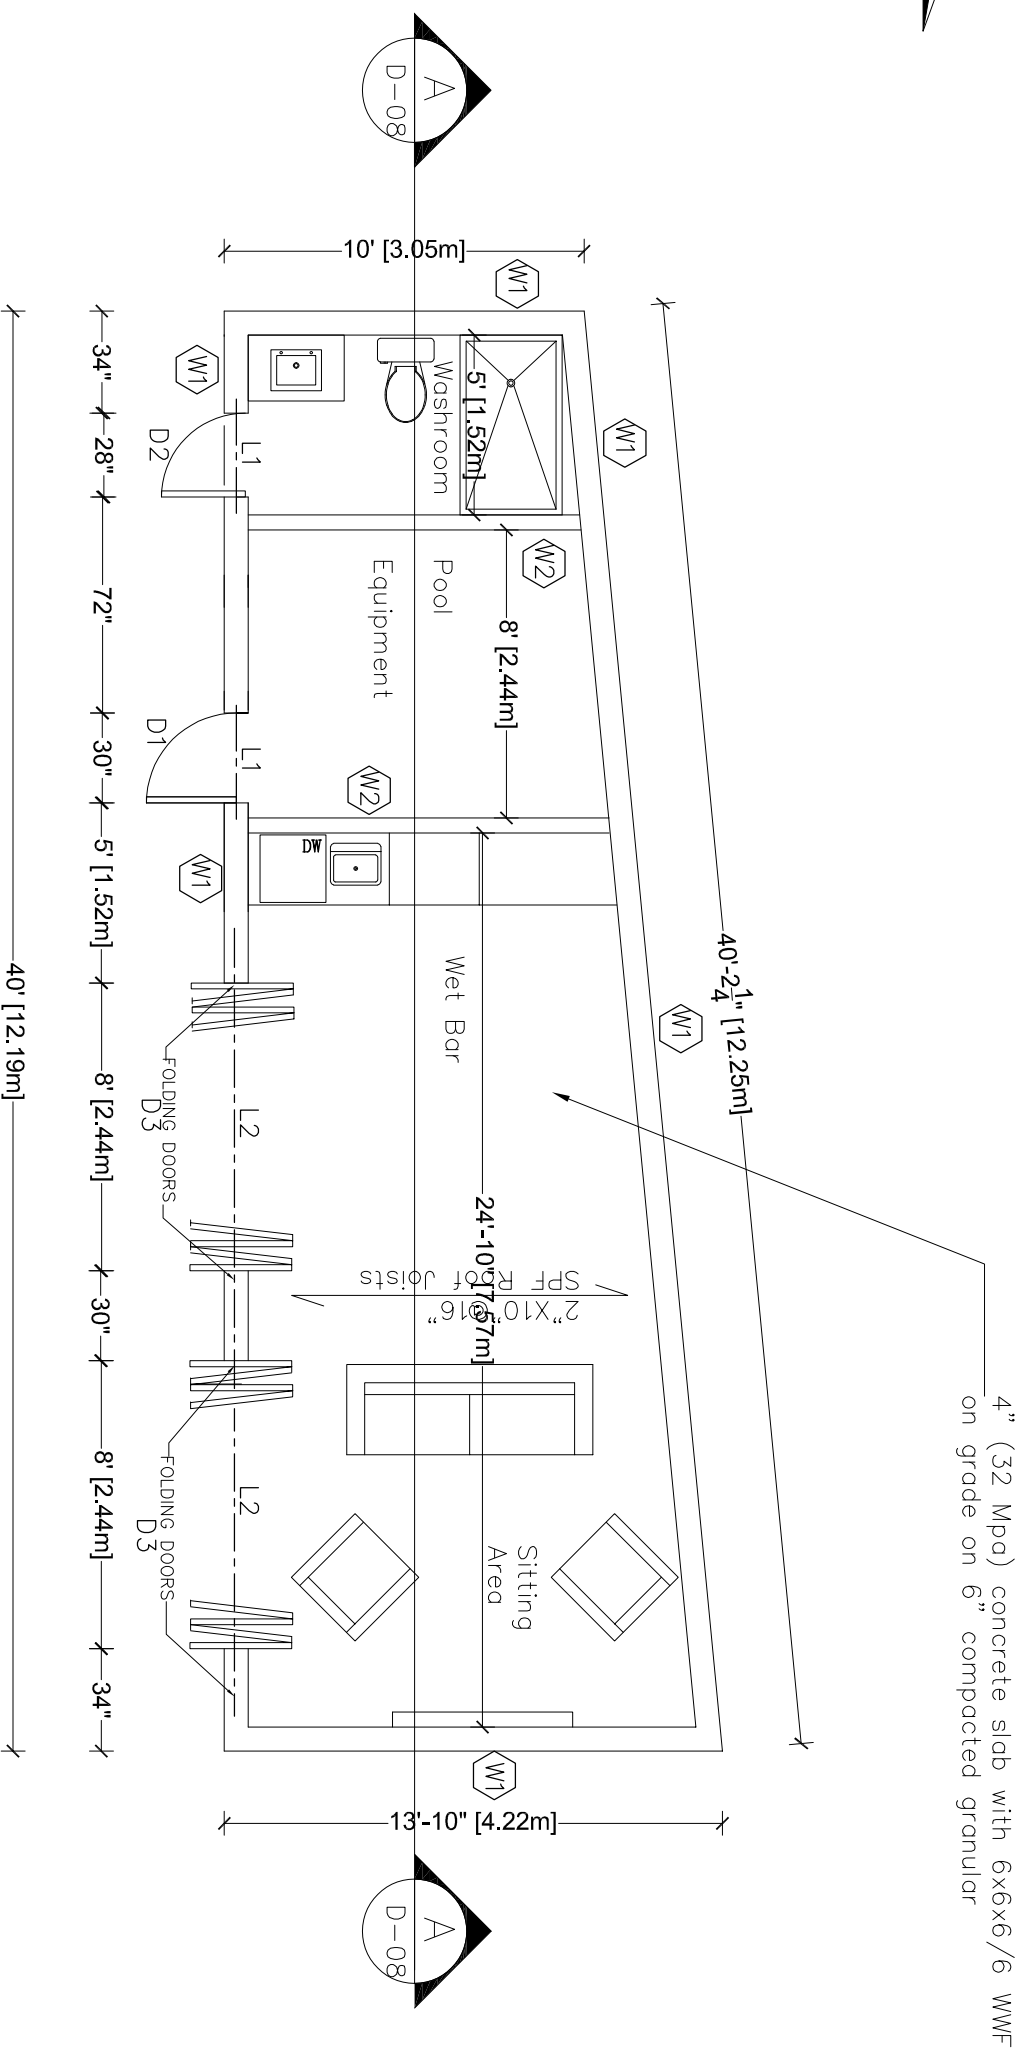 4" (32 Mpa) concrete slab with 6x6x6/6 WWF
on grade on 6" compacted granular
40'-2 1/4" [12.25m]
W1
W1
W1
10' [3.05m]
13'-10" [4.22m]
A
D-08
A
D-08
5' [1.52m]
Washroom
W2
8' [2.44m]
Pool
Equipment
W2
DW
Wet Bar
24'-10" [7.57m]
2"X10"@16"
SPF Roof Joists
Sitting
Area
W1
W1
L1
D2
L1
D1
W1
L2
FOLDING DOORS
D3
L2
FOLDING DOORS
D3
34"
28"
72"
30"
5' [1.52m]
8' [2.44m]
30"
8' [2.44m]
34"
40' [12.19m]